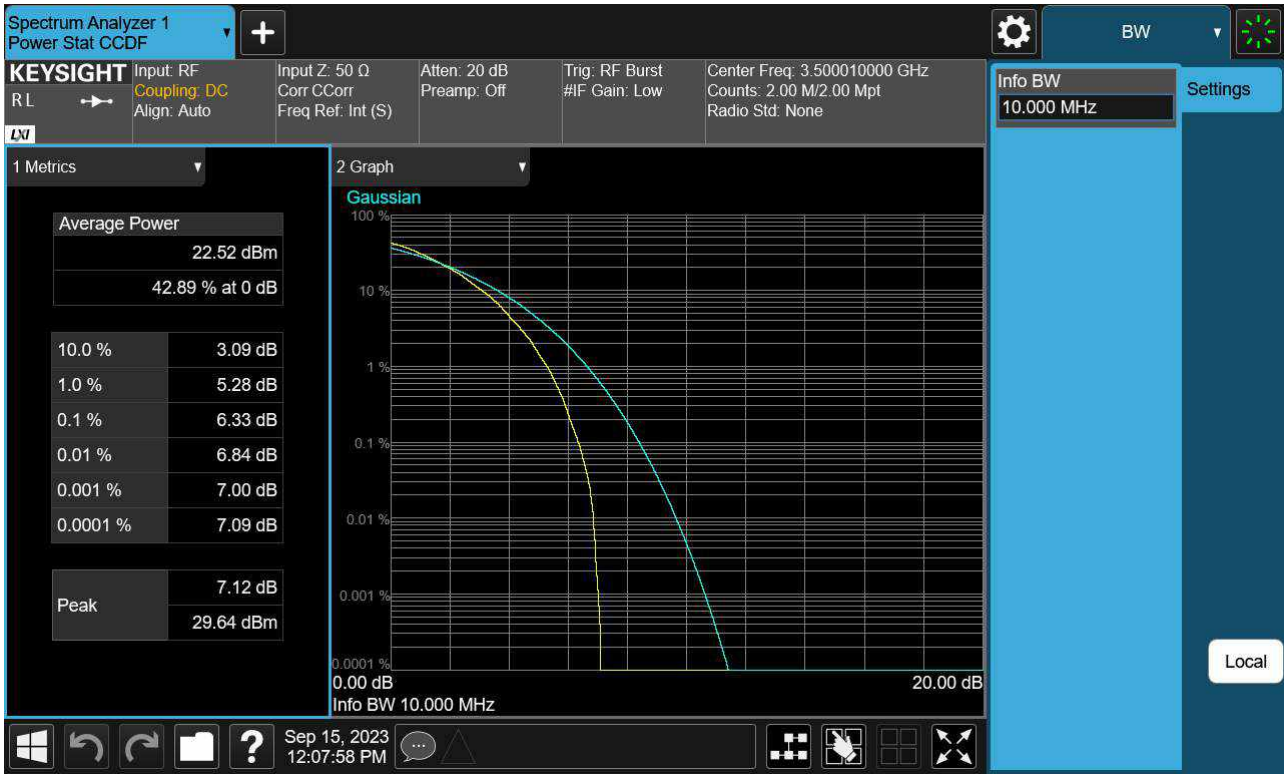 Spectrum Analyzer 1
Power Stat CCDF
BW
KEYSIGHT
RL
LXI
Input: RF
Coupling: DC
Align: Auto
Input Z: 50 Ω
Corr CCorr
Freq Ref: Int (S)
Atten: 20 dB
Preamp: Off
Trig: RF Burst
#IF Gain: Low
Center Freq: 3.500010000 GHz
Counts: 2.00 M/2.00 Mpt
Radio Std: None
Info BW
10.000 MHz
Settings
1 Metrics
Average Power
22.52 dBm
42.89 % at 0 dB
10.0 % 3.09 dB
1.0 % 5.28 dB
0.1 % 6.33 dB
0.01 % 6.84 dB
0.001 % 7.00 dB
0.0001 % 7.09 dB
Peak
7.12 dB
29.64 dBm
2 Graph
Gaussian
100 %
10 %
1 %
0.1 %
0.01 %
0.001 %
0.0001 %
0.00 dB 20.00 dB
Info BW 10.000 MHz
Local
?
Sep 15, 2023
12:07:58 PM